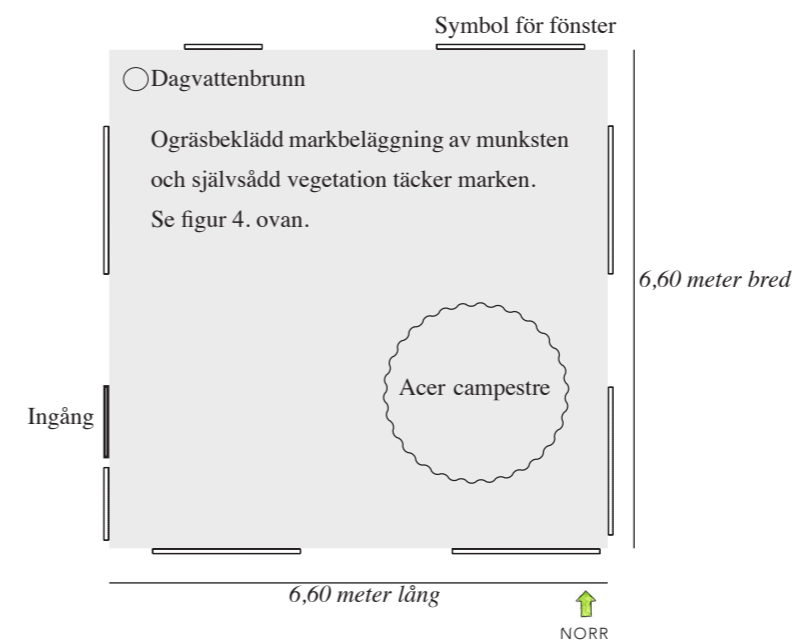 Symbol för fönster
Dagvattenbrunn
Ogräsbeklädd markbeläggning av munksten
och självsådd vegetation täcker marken.
Se figur 4. ovan.
6,60 meter bred
Acer campestre
Ingång
6,60 meter lång
NORR